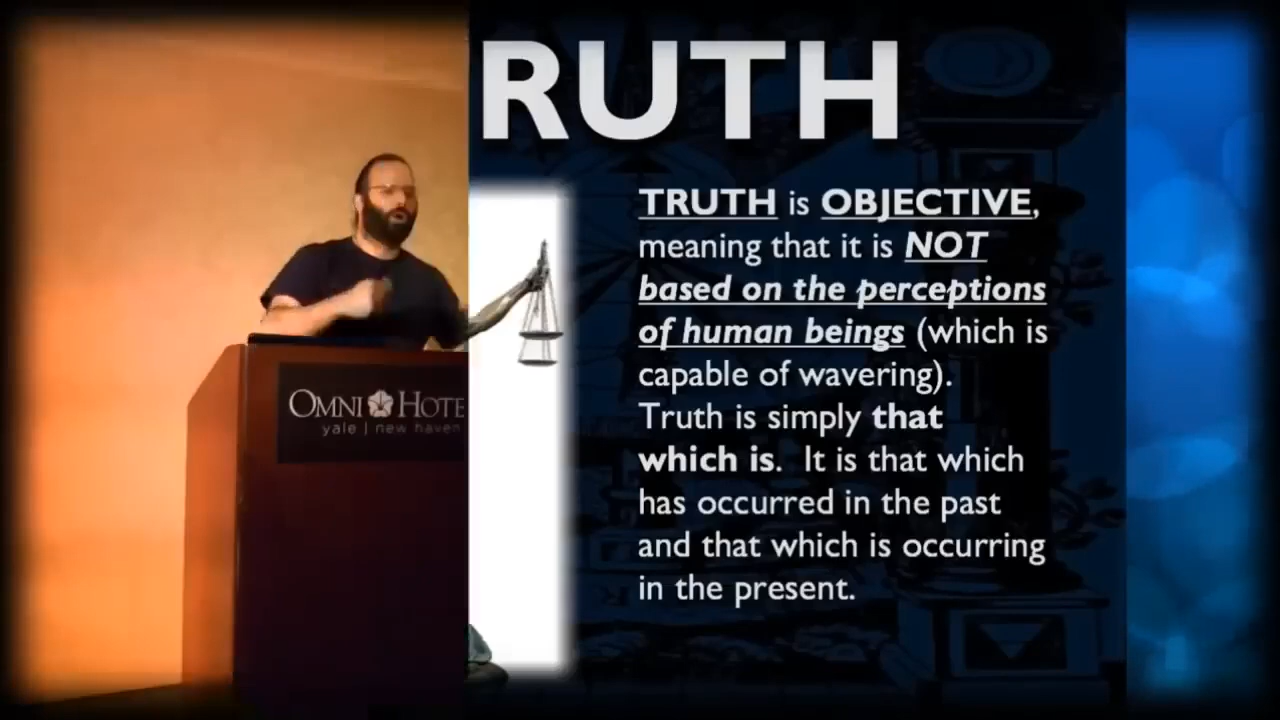 RUTH
TRUTH is OBJECTIVE,
meaning that it is NOT
based on the perceptions
of human beings (which is
capable of wavering).
Truth is simply that
which is. It is that which
has occurred in the past
and that which is occurring
in the present.
OMNI HOTE
yale | new haven